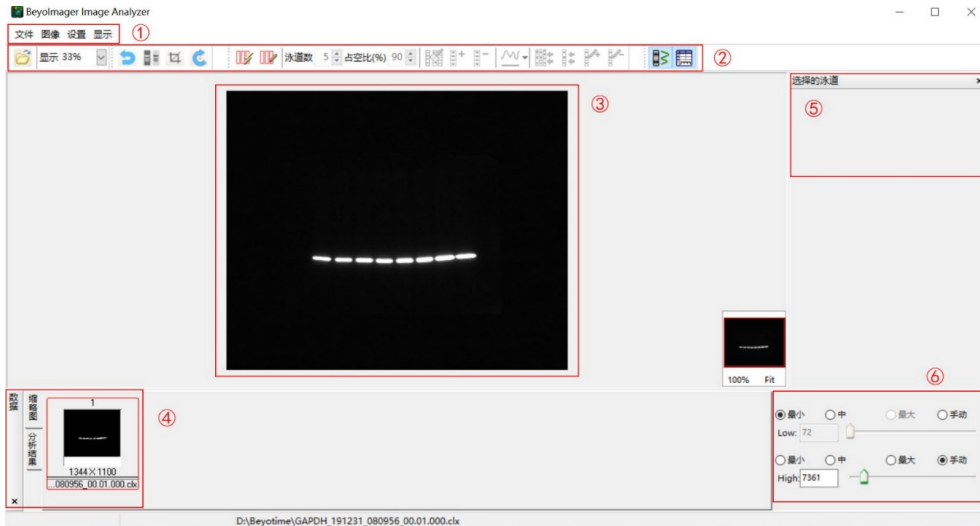 BeyoImager Image Analyzer
文件 图像 设置 显示
①
显示 33% 泳道数 5 占空比(%) 90
②
③
选择的泳道
⑤
100% Fit
数据
缩略图
分析结果
1
1344×1100
...080956_00.01.000.clx
④
⑥
最小 中 最大 手动
Low: 72
最小 中 最大 手动
High: 7361
D:\Beyotime\GAPDH_191231_080956_00.01.000.clx